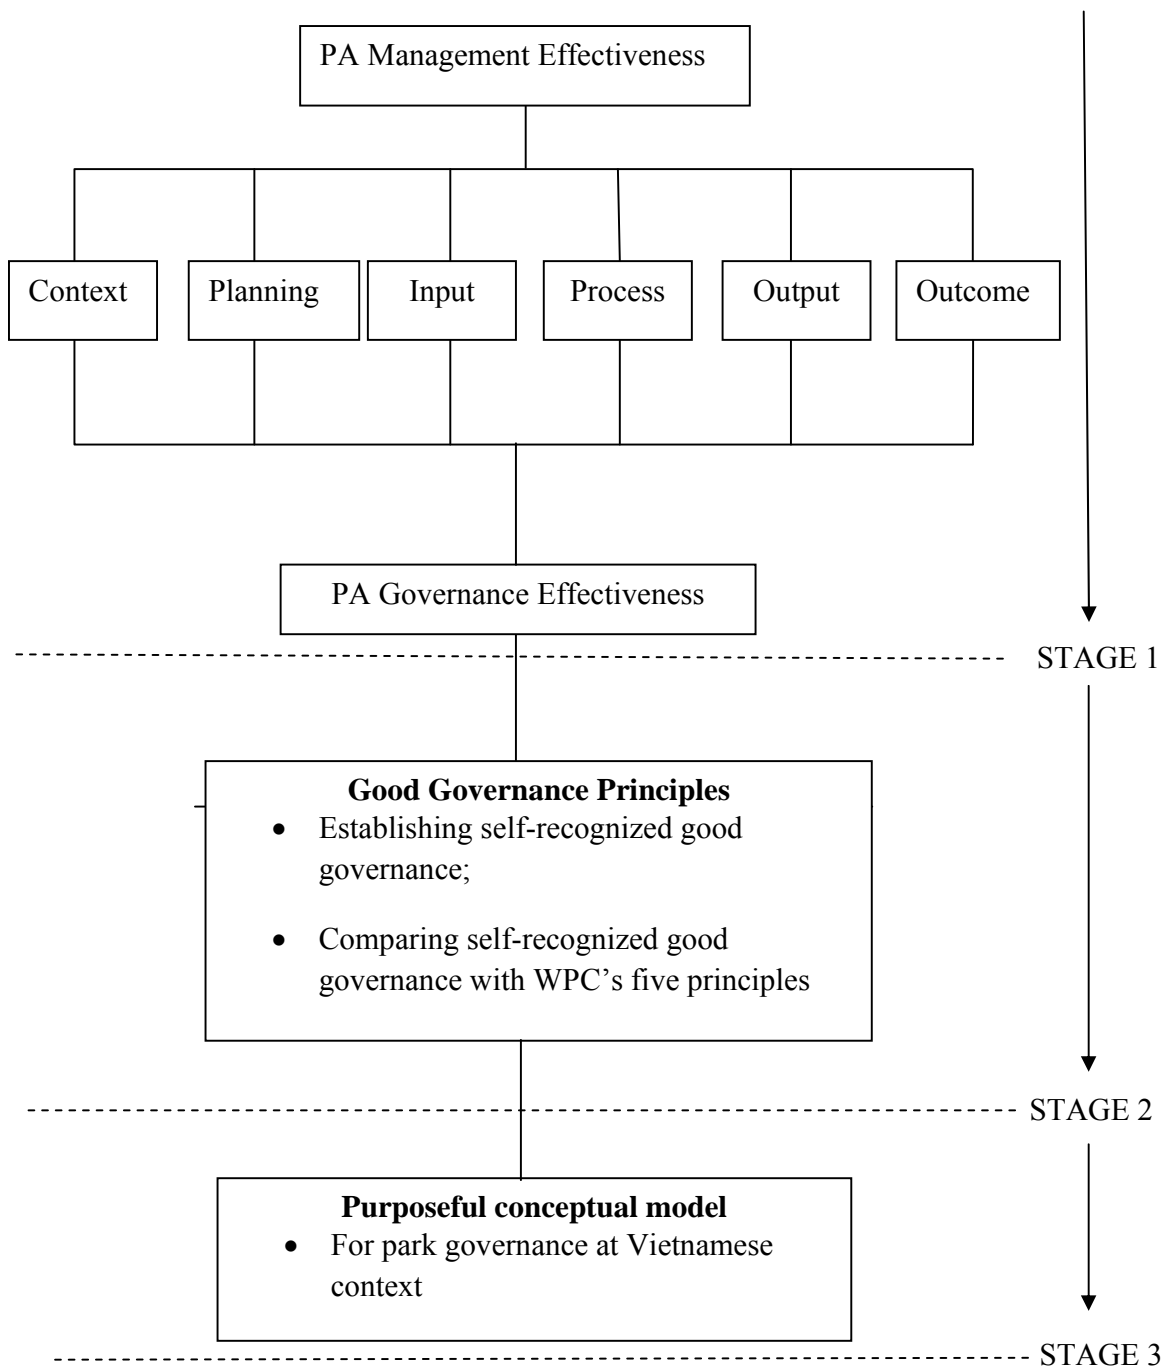 PA Management Effectiveness
Context
Planning
Input
Process
Output
Outcome
PA Governance Effectiveness
STAGE 1
Good Governance Principles
• Establishing self-recognized good
governance;
• Comparing self-recognized good
governance with WPC's five principles
STAGE 2
Purposeful conceptual model
• For park governance at Vietnamese
context
STAGE 3